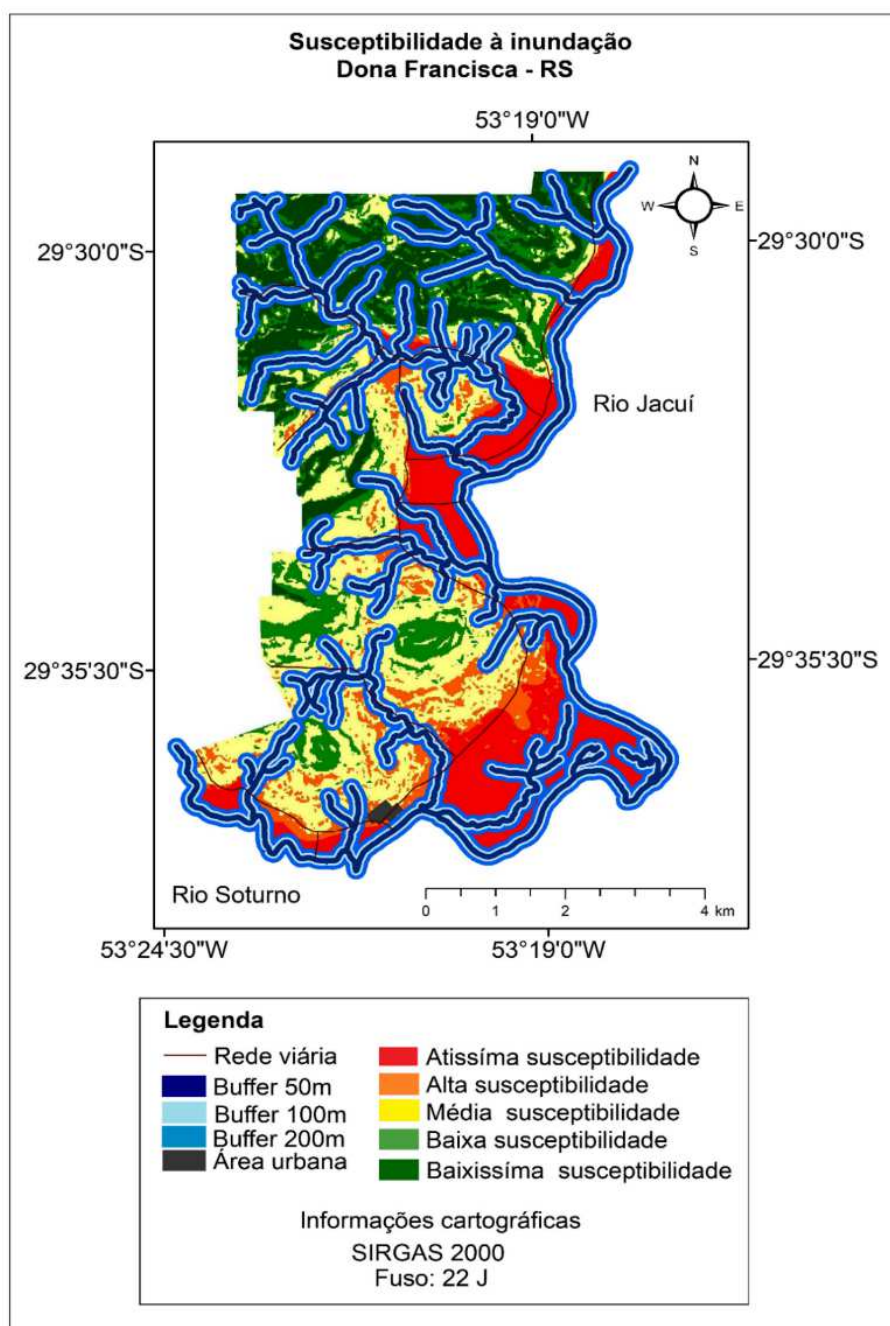 Susceptibilidade à inundação
Dona Francisca - RS
53°19'0"W
N
W
E
S
29°30'0"S
29°30'0"S
Rio Jacuí
29°35'30"S
29°35'30"S
Rio Soturno
0 1 2 4 km
53°24'30"W
53°19'0"W
Legenda
Rede viária
Buffer 50m
Buffer 100m
Buffer 200m
Área urbana
Atissíma susceptibilidade
Alta susceptibilidade
Média susceptibilidade
Baixa susceptibilidade
Baixissíma susceptibilidade
Informações cartográficas
SIRGAS 2000
Fuso: 22 J